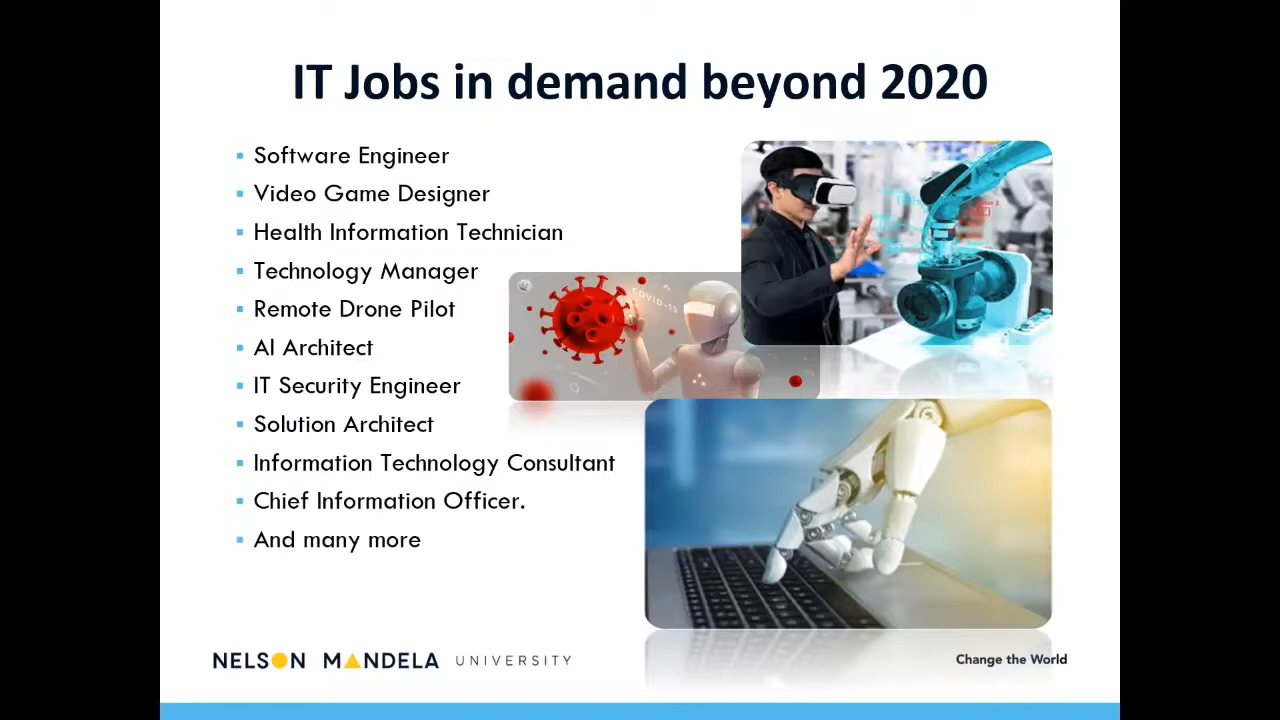 IT Jobs in demand beyond 2020
Software Engineer
Video Game Designer
Health Information Technician
Technology Manager
Remote Drone Pilot
AI Architect
IT Security Engineer
Solution Architect
Information Technology Consultant
Chief Information Officer.
And many more
COVID-19
NELSON MANDELA UNIVERSITY
Change the World